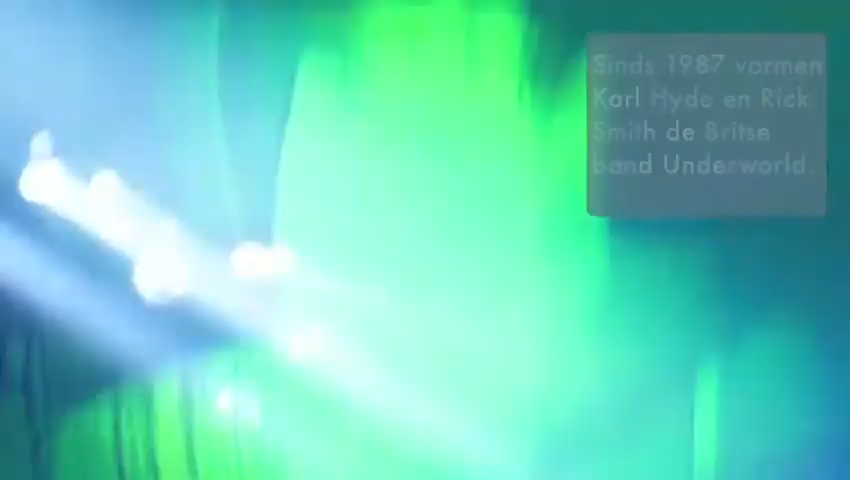 Sinds 1987 vormen
Karl Hyde en Rick
Smith de Britse
band Underworld.